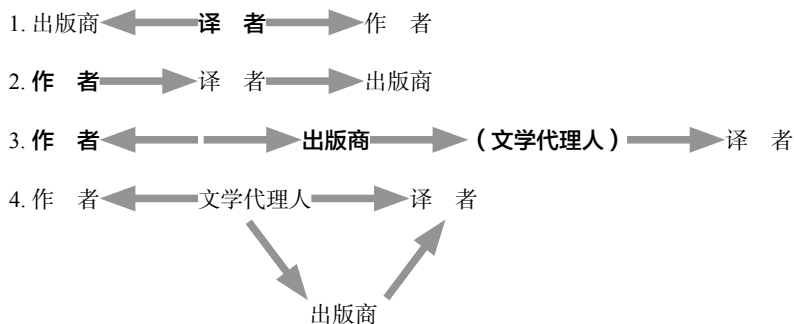 1. 出版商 译 者 作 者
2. 作 者 译 者 出版商
3. 作 者 出版商 （文学代理人） 译 者
4. 作 者 文学代理人 译 者
出版商